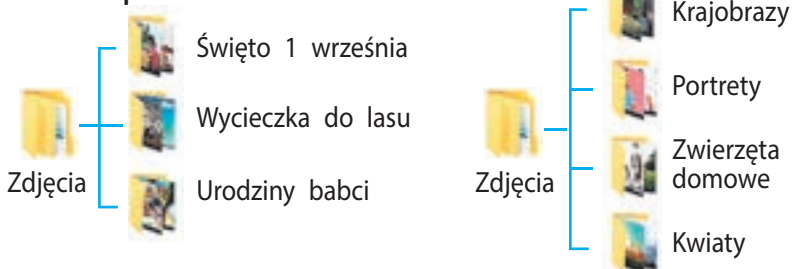 Święto 1 września
Wycieczka do lasu
Zdjęcia
Urodziny babci
Krajobrazy
Portrety
Zwierzęta
domowe
Zdjęcia
Kwiaty